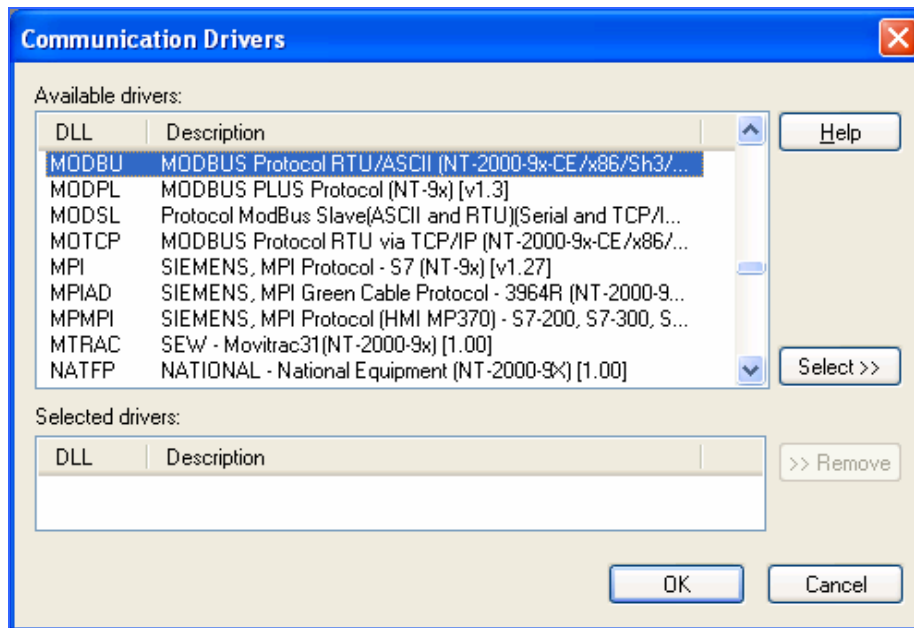 Communication Drivers
Available drivers:
DLL Description
MODBU MODBUS Protocol RTU/ASCII (NT-2000-9x-CE/x86/Sh3/...
MODPL MODBUS PLUS Protocol (NT-9x) [v1.3]
MODSL Protocol ModBus Slave(ASCII and RTU)(Serial and TCP/I...
MOTCP MODBUS Protocol RTU via TCP/IP (NT-2000-9x-CE/x86/...
MPI SIEMENS, MPI Protocol - S7 (NT-9x) [v1.27]
MPIAD SIEMENS, MPI Green Cable Protocol - 3964R (NT-2000-9...
MPMPI SIEMENS, MPI Protocol (HMI MP370) - S7-200, S7-300, S...
MTRAC SEW - Movitrac31(NT-2000-9x) [1.00]
NATFP NATIONAL - National Equipment (NT-2000-9X) [1.00]
Help
Select >>
Selected drivers:
DLL Description
>> Remove
OK Cancel